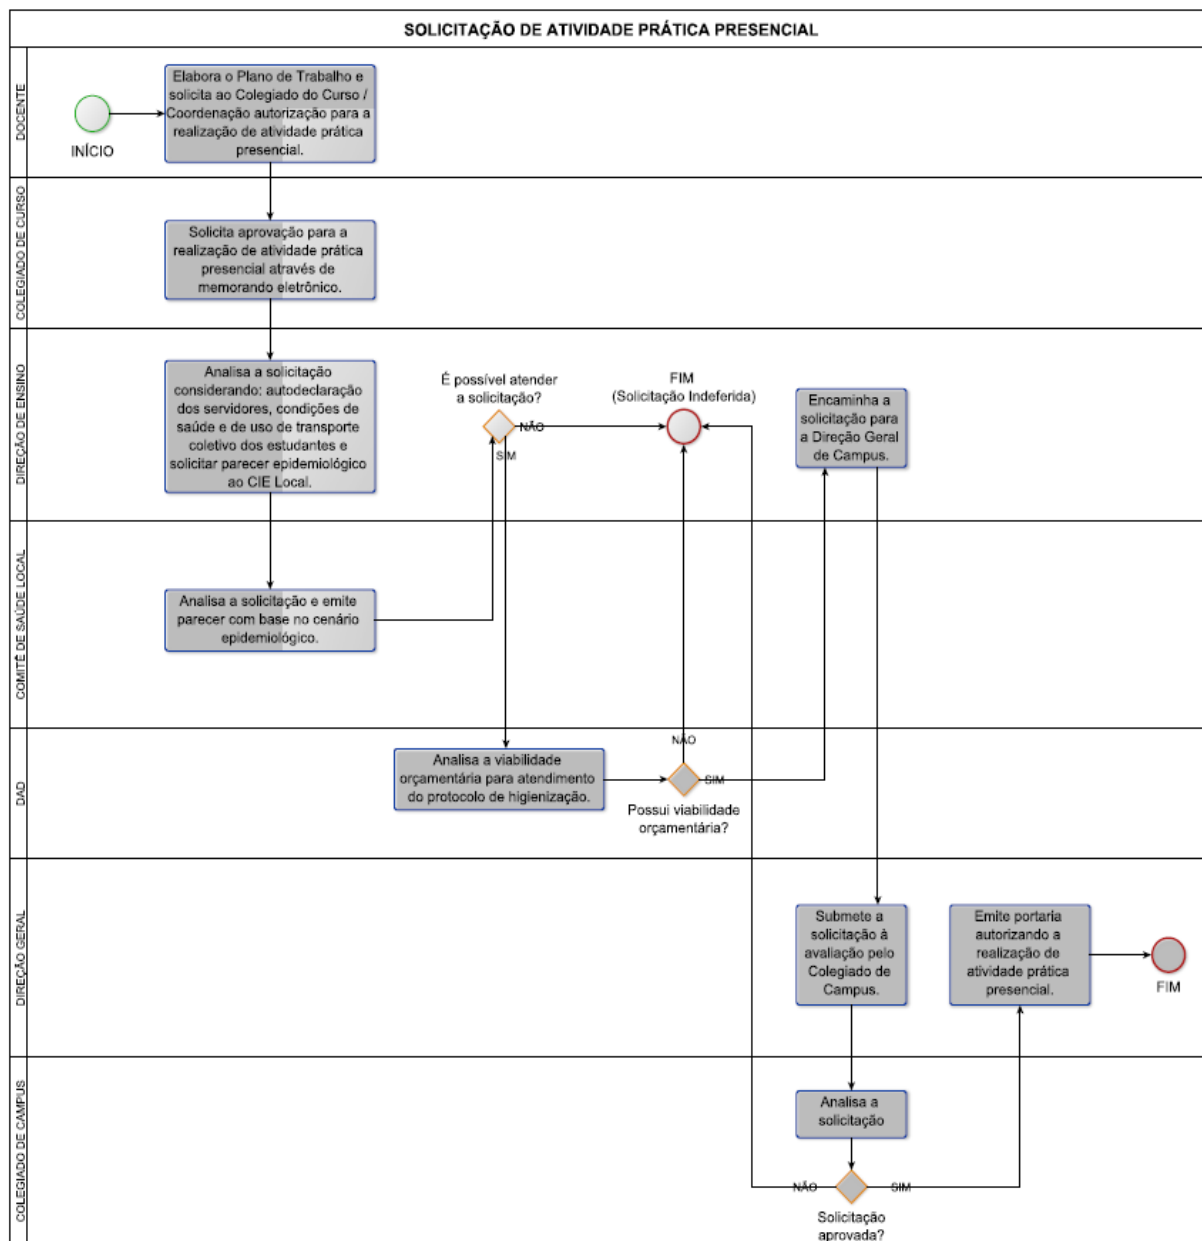 SOLICITAÇÃO DE ATIVIDADE PRÁTICA PRESENCIAL
DOCENTE
INÍCIO
Elabora o Plano de Trabalho e
solicita ao Colegiado do Curso /
Coordenação autorização para a
realização de atividade prática
presencial.
COLEGIADO DE CURSO
Solicita aprovação para a
realização de atividade prática
presencial através de
memorando eletrônico.
DIREÇÃO DE ENSINO
Analisa a solicitação
considerando: autodeclaração
dos servidores, condições de
saúde e de uso de transporte
coletivo dos estudantes e
solicitar parecer epidemiológico
ao CIE Local.
É possível atender
a solicitação?
NÃO
SIM
FIM
(Solicitação Indeferida)
Encaminha a
solicitação para
a Direção Geral
de Campus.
COMITÊ DE SAÚDE LOCAL
Analisa a solicitação e emite
parecer com base no cenário
epidemiológico.
DAD
Analisa a viabilidade
orçamentária para atendimento
do protocolo de higienização.
NÃO
SIM
Possui viabilidade
orçamentária?
DIREÇÃO GERAL
Submete a
solicitação à
avaliação pelo
Colegiado de
Campus.
Emite portaria
autorizando a
realização de
atividade prática
presencial.
FIM
COLEGIADO DE CAMPUS
Analisa a
solicitação
NÃO
SIM
Solicitação
aprovada?